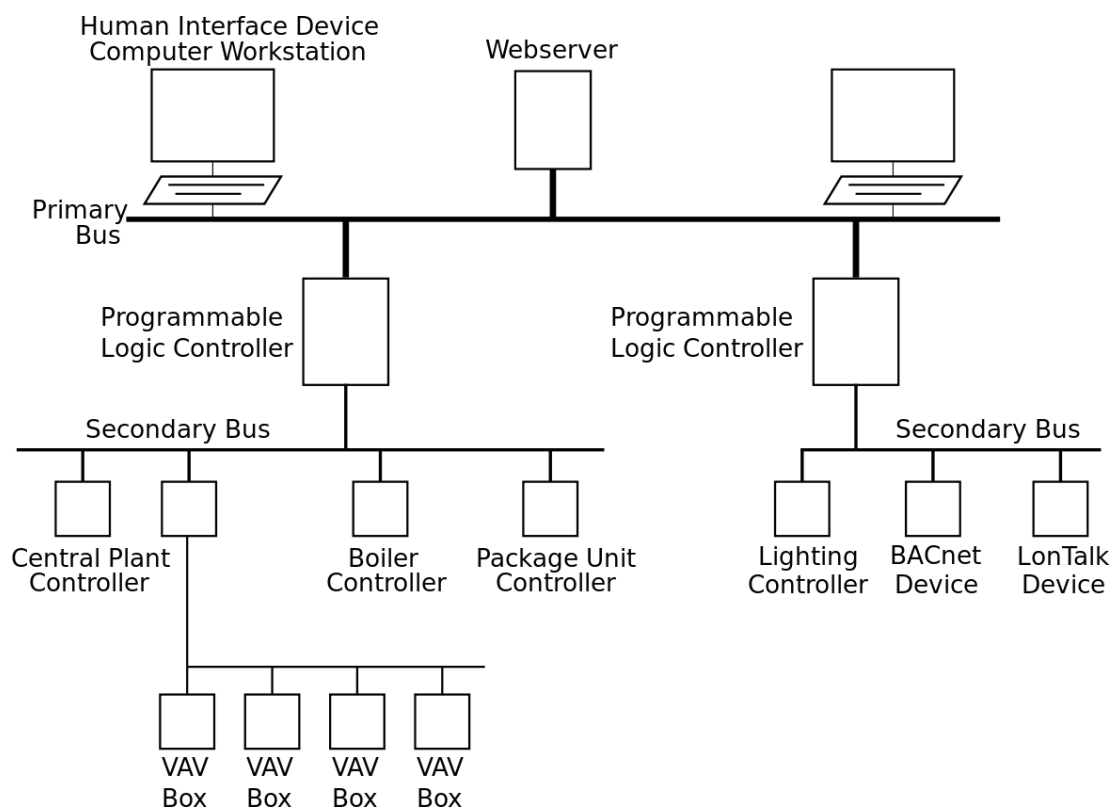 Human Interface Device
Computer Workstation
Webserver
Primary
Bus
Programmable
Logic Controller
Programmable
Logic Controller
Secondary Bus
Secondary Bus
Central Plant
Controller
Boiler
Controller
Package Unit
Controller
Lighting
Controller
BACnet
Device
LonTalk
Device
VAV
Box
VAV
Box
VAV
Box
VAV
Box